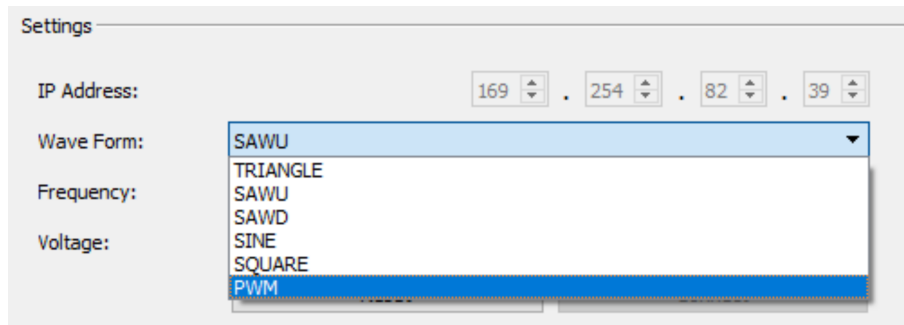 Settings
IP Address: 169 . 254 . 82 . 39
Wave Form: SAWU
TRIANGLE
Frequency: SAWU
SAWD
Voltage: SINE
SQUARE
PWM